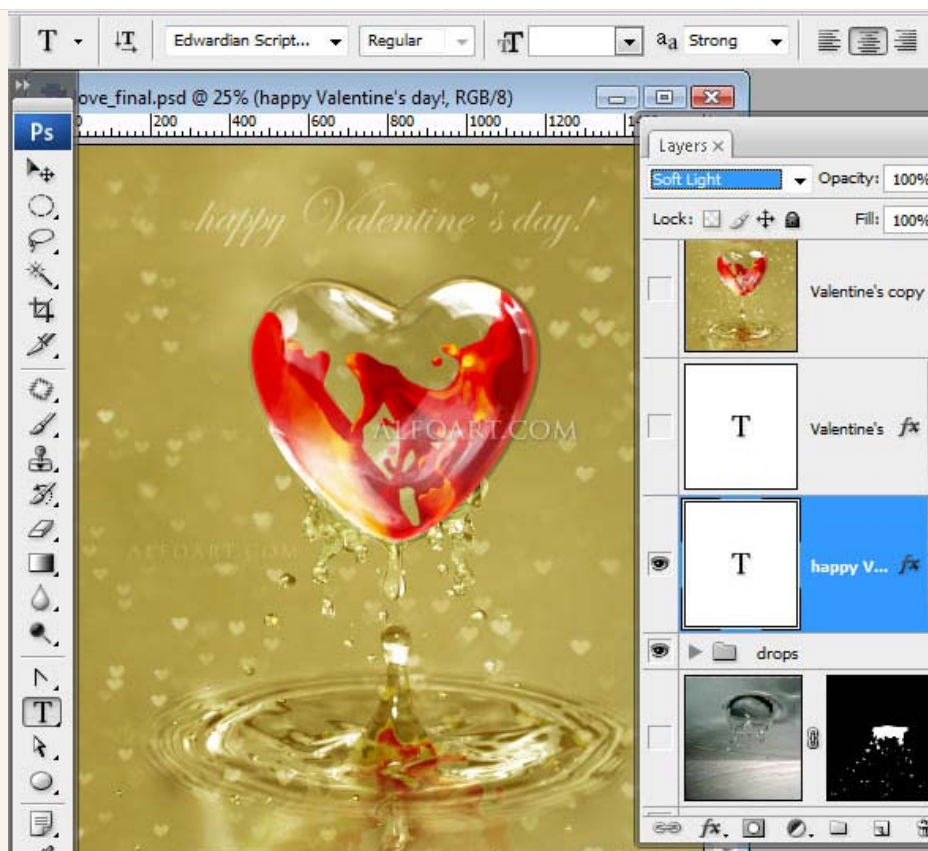 T Edwardian Script... Regular Strong
love_final.psd @ 25% (happy Valentine's day!, RGB/8)
Ps
200 400 600 800 1000 1200
Layers ×
Soft Light Opacity: 100%
Lock: Fill: 100%
happy Valentine's day!
Valentine's copy
T Valentine's fx
ALFOART.COM
ALFOART.COM
T happy V... fx
drops
T
fx.